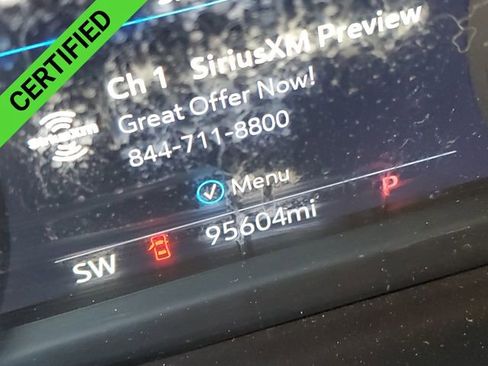 CERTIFIED
Ch 1 SiriusXM Preview
Great Offer Now!
844-711-8800
Menu
95604mi
P
SW